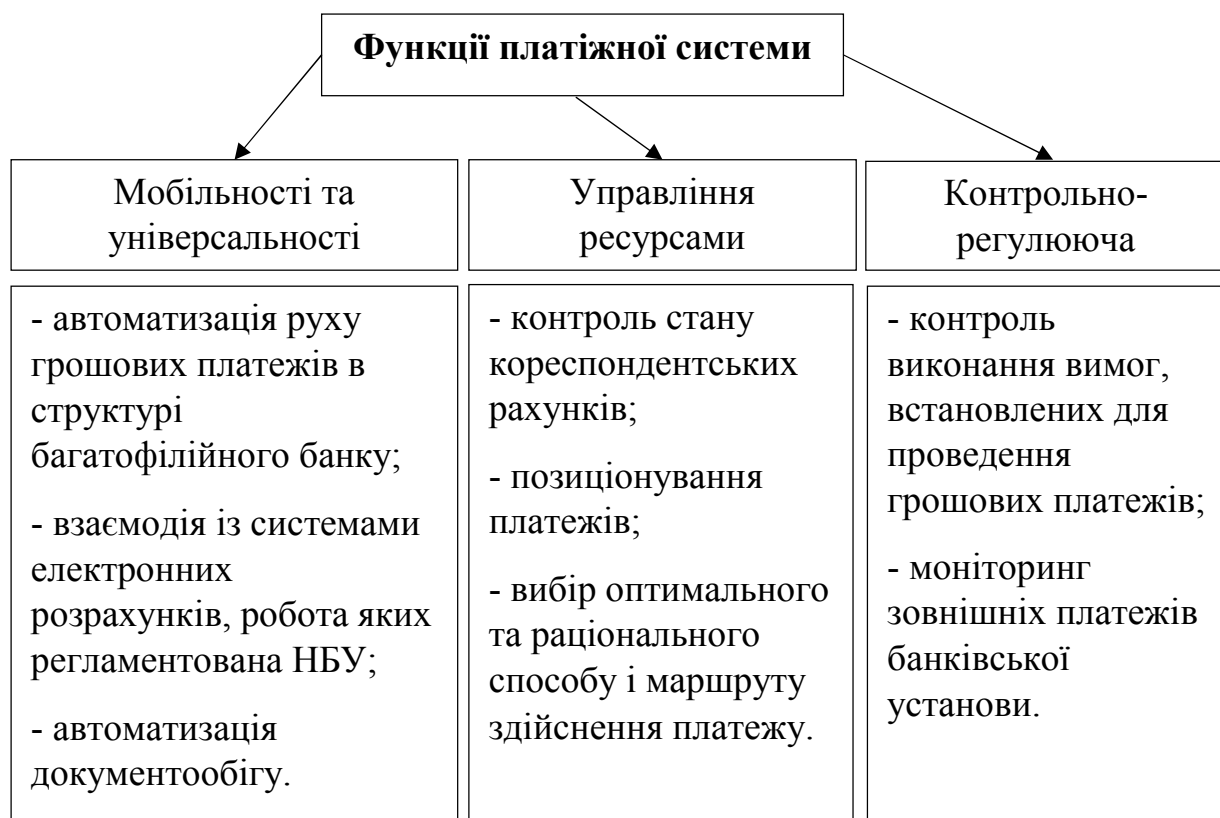 Функції платіжної системи
Мобільності та
універсальності
Управління
ресурсами
Контрольно-
регулююча
- автоматизація руху
грошових платежів в
структурі
багатофілійного банку;
- взаємодія із системами
електронних
розрахунків, робота яких
регламентована НБУ;
- автоматизація
документообігу.
- контроль стану
кореспондентських
рахунків;
- позиціонування
платежів;
- вибір оптимального
та раціонального
способу і маршруту
здійснення платежу.
- контроль
виконання вимог,
встановлених для
проведення
грошових платежів;
- моніторинг
зовнішніх платежів
банківської
установи.